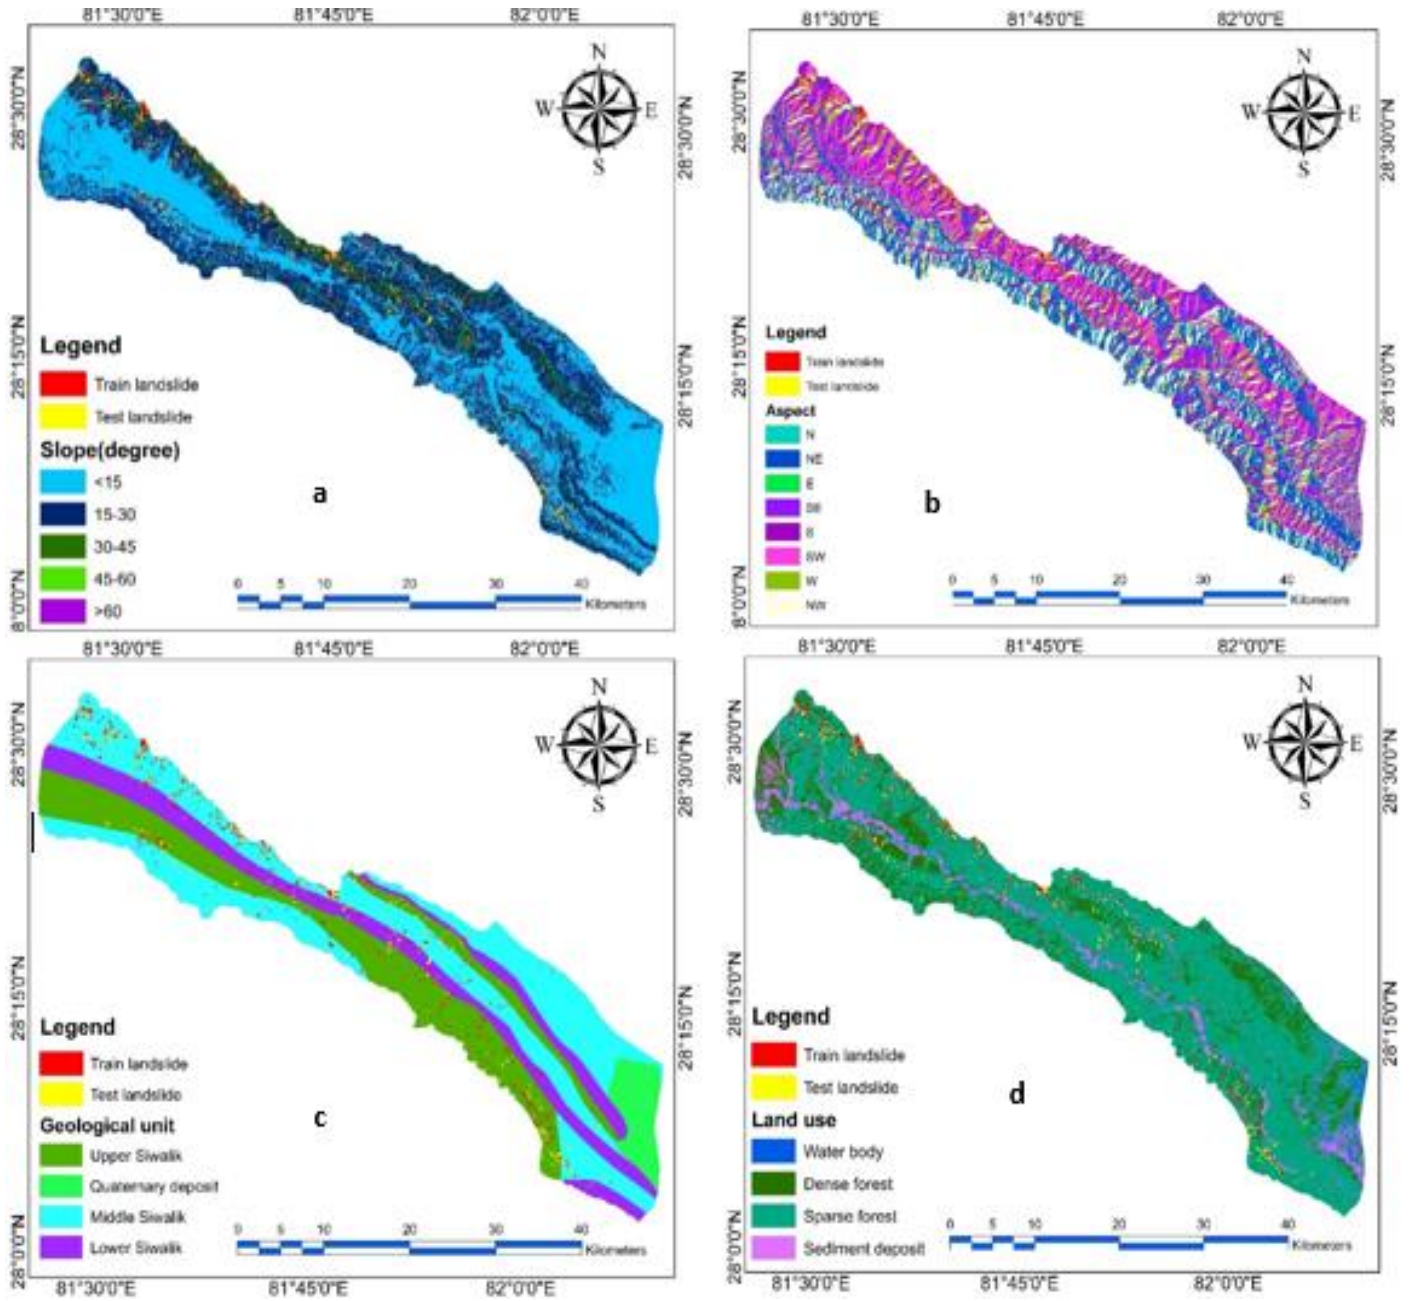 81°30'0"E 81°45'0"E 82°0'0"E
28°30'0"N
28°15'0"N
8°0'0"N
N
W E
S
28°30'0"N
28°15'0"N
Legend
Train landslide
Test landslide
Slope(degree)
<15
15-30
30-45
45-60
>60
a
0 5 10 20 30 40
Kilometers
81°30'0"E 81°45'0"E 82°0'0"E
28°30'0"N
28°15'0"N
8°0'0"N
N
W E
S
28°30'0"N
28°15'0"N
Legend
Train landslide
Test landslide
Aspect
N
NE
E
SE
S
SW
W
NW
b
0 5 10 20 30 40
Kilometers
81°30'0"E 81°45'0"E 82°0'0"E
28°30'0"N
28°15'0"N
28°0'0"N
N
W E
S
28°30'0"N
28°15'0"N
Legend
Train landslide
Test landslide
Geological unit
Upper Siwalik
Quaternary deposit
Middle Siwalik
Lower Siwalik
c
0 5 10 20 30 40
Kilometers
81°30'0"E 81°45'0"E 82°0'0"E
81°30'0"E 81°45'0"E 82°0'0"E
28°30'0"N
28°15'0"N
28°0'0"N
N
W E
S
28°30'0"N
28°15'0"N
Legend
Train landslide
Test landslide
Land use
Water body
Dense forest
Sparse forest
Sediment deposit
d
0 5 10 20 30 40
Kilometers
81°30'0"E 81°45'0"E 82°0'0"E